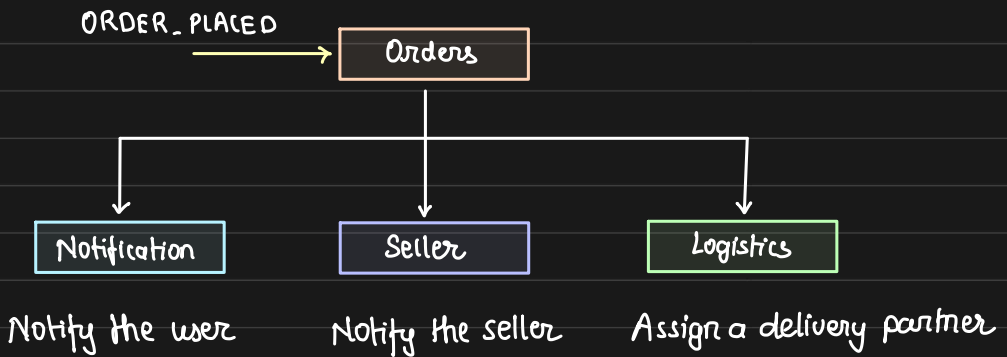 ORDER_PLACED
Orders
Notification
Seller
Logistics
Notify the user
Notify the seller
Assign a delivery partner